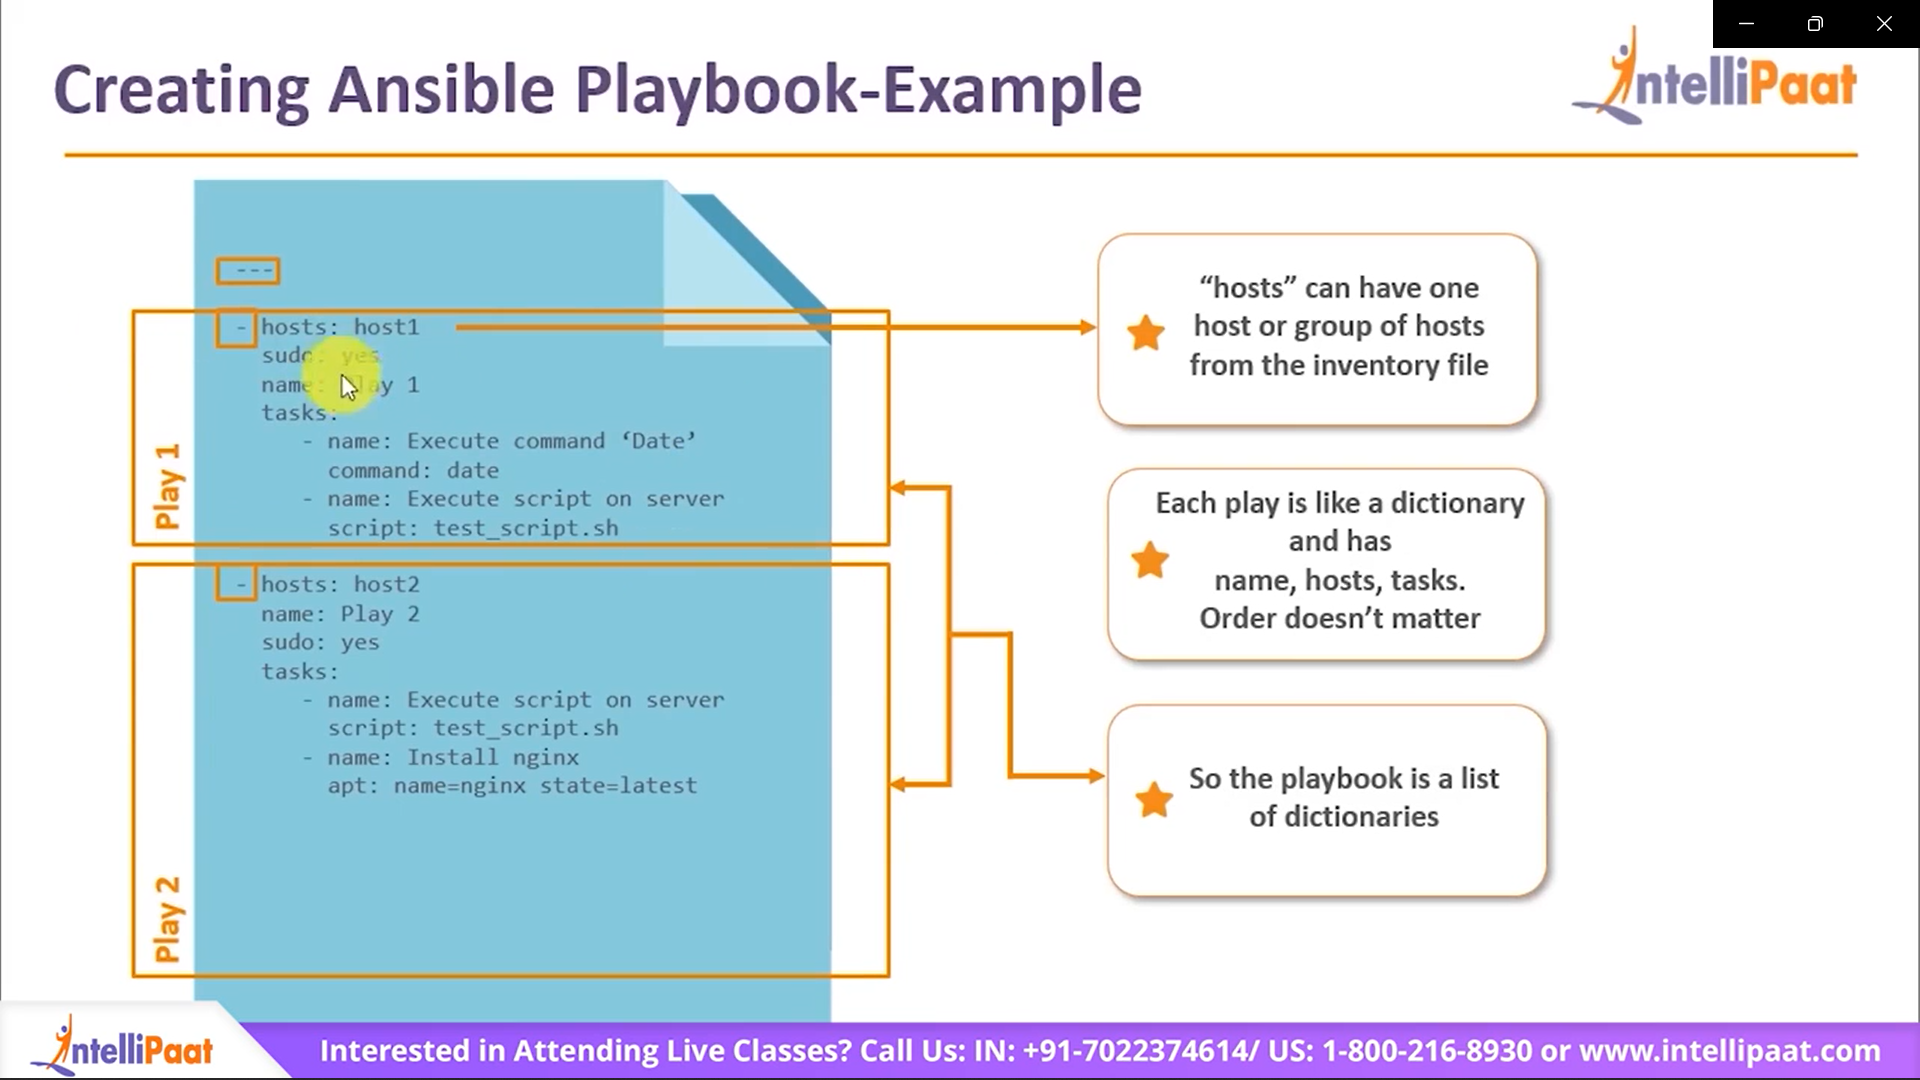 Creating Ansible Playbook-Example
IntelliPaat
---
- hosts: host1
sudo: yes
name: Play 1
tasks:
- name: Execute command ‘Date’
command: date
- name: Execute script on server
script: test_script.sh
Play 1
- hosts: host2
name: Play 2
sudo: yes
tasks:
- name: Execute script on server
script: test_script.sh
- name: Install nginx
apt: name=nginx state=latest
Play 2
“hosts” can have one
host or group of hosts
from the inventory file
Each play is like a dictionary
and has
name, hosts, tasks.
Order doesn’t matter
So the playbook is a list
of dictionaries
IntelliPaat
Interested in Attending Live Classes? Call Us: IN: +91-7022374614/ US: 1-800-216-8930 or www.intellipaat.com